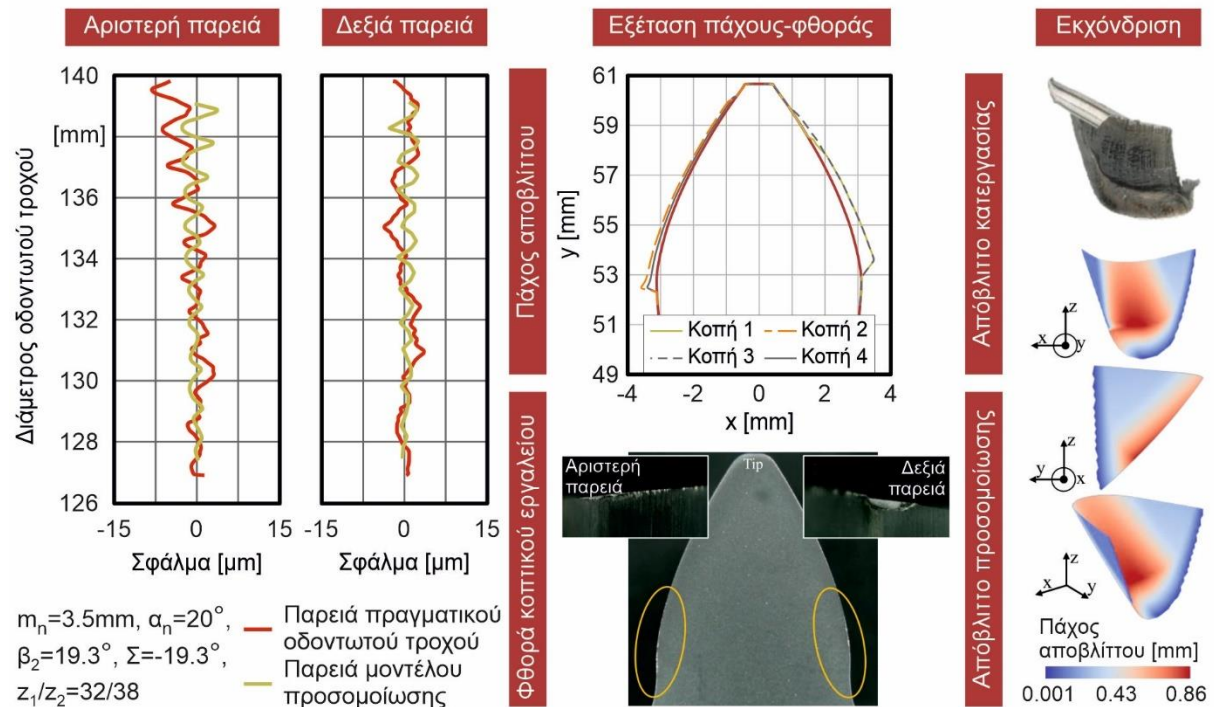 Αριστερή παρειά
Δεξιά παρειά
Εξέταση πάχους-φθοράς
Εκχόνδριση
140
[mm]
136
134
132
130
128
126
Διάμετρος οδοντωτού τροχού
-15
0
15
Σφάλμα [μm]
-15
0
15
Σφάλμα [μm]
Πάχος αποβλίττου
Φθορά κοπτικού εργαλείου
61
59
57
55
53
51
49
y [mm]
-4
-2
0
2
4
x [mm]
Κοπή 1
Κοπή 2
Κοπή 3
Κοπή 4
Αριστερή
παρειά
Tip
Δεξιά
παρειά
Απόβλιττο κατεργασίας
Απόβλιττο προσομοίωσης
z
x
y
z
y
x
z
x
y
Πάχος
αποβλίττου [mm]
0.001 0.43 0.86
mn=3.5mm, αn=20°,
β2=19.3°, Σ=-19.3°,
z1/z2=32/38
Παρειά πραγματικού
οδοντωτού τροχού
Παρειά μοντέλου
προσομοίωσης